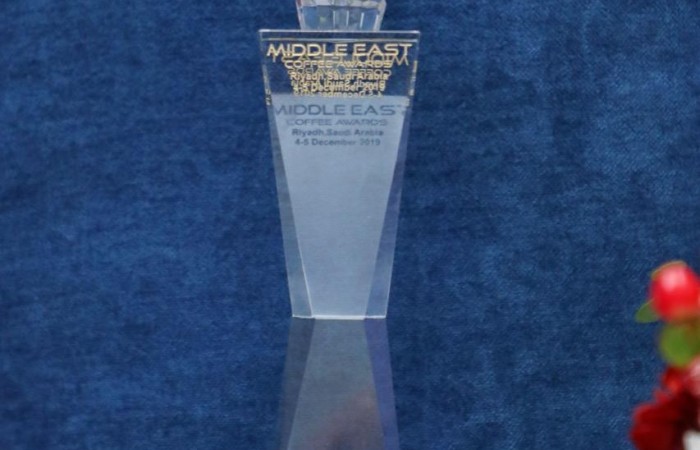 MIDDLE EAST
COFFEE AWARDS
Riyadh,Saudi Arabia
4-5 December 2019
MIDDLE EAST
COFFEE AWARDS
Riyadh,Saudi Arabia
4-5 December 2019